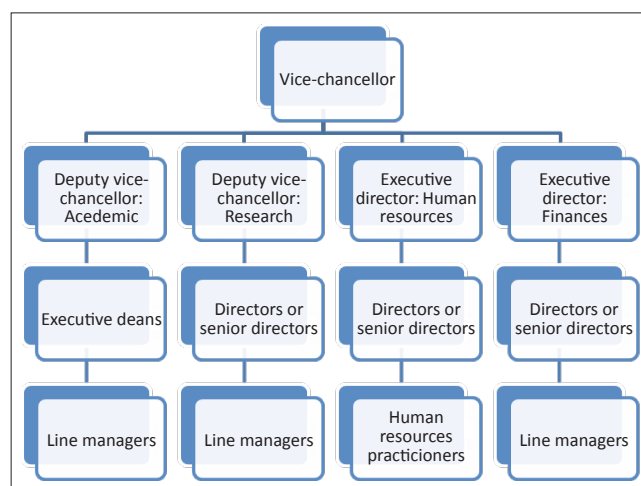 Vice-chancellor
Deputy vice-
chancellor:
Acedemic
Deputy vice-
chancellor:
Research
Executive
director: Human
resources
Executive
director:
Finances
Executive deans
Directors or
senior directors
Directors or
senior directors
Directors or
senior directors
Line managers
Line managers
Human
resources
practicioners
Line managers